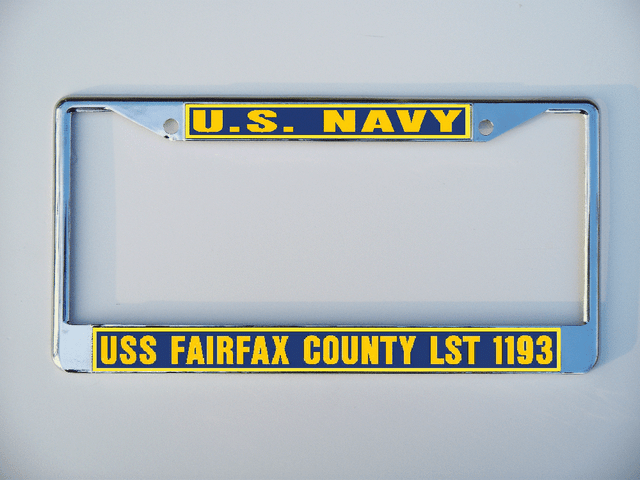 U.S. NAVY
USS FAIRFAX COUNTY LST 1193